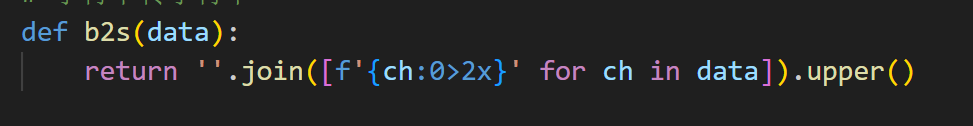 def b2s(data):
    return ''.join([f'{ch:0>2x}' for ch in data]).upper()